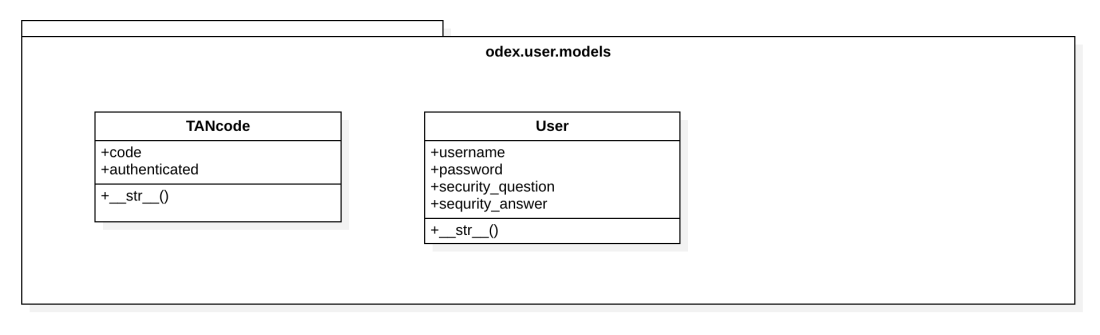 odex.user.models
TANcode
+code
+authenticated
+__str__()
User
+username
+password
+security_question
+sequrity_answer
+__str__()